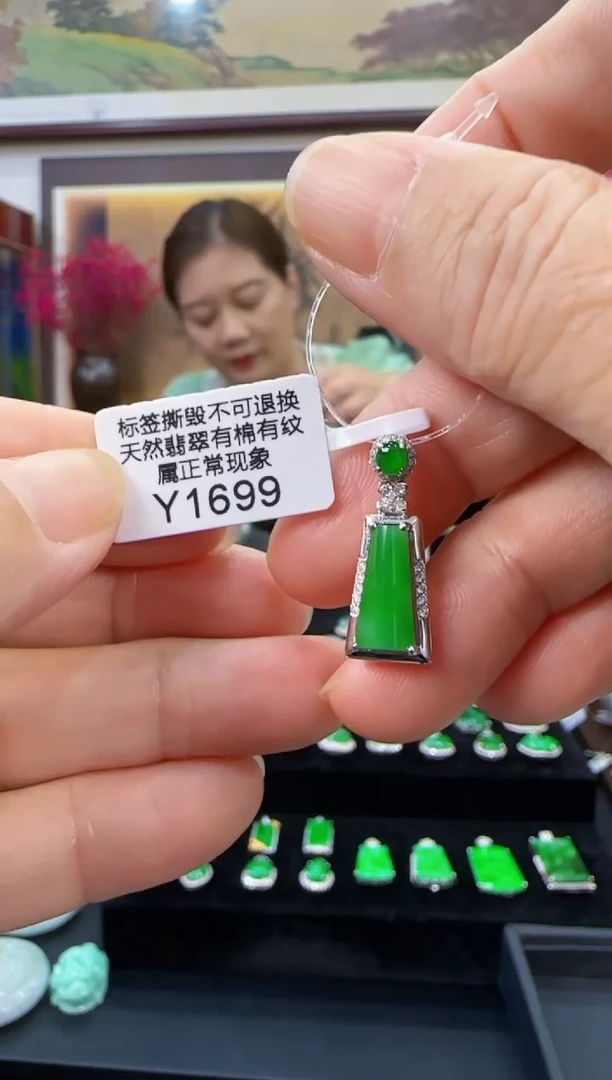 标签撕毁不可退换
天然翡翠有棉有纹
属正常现象
Y1699